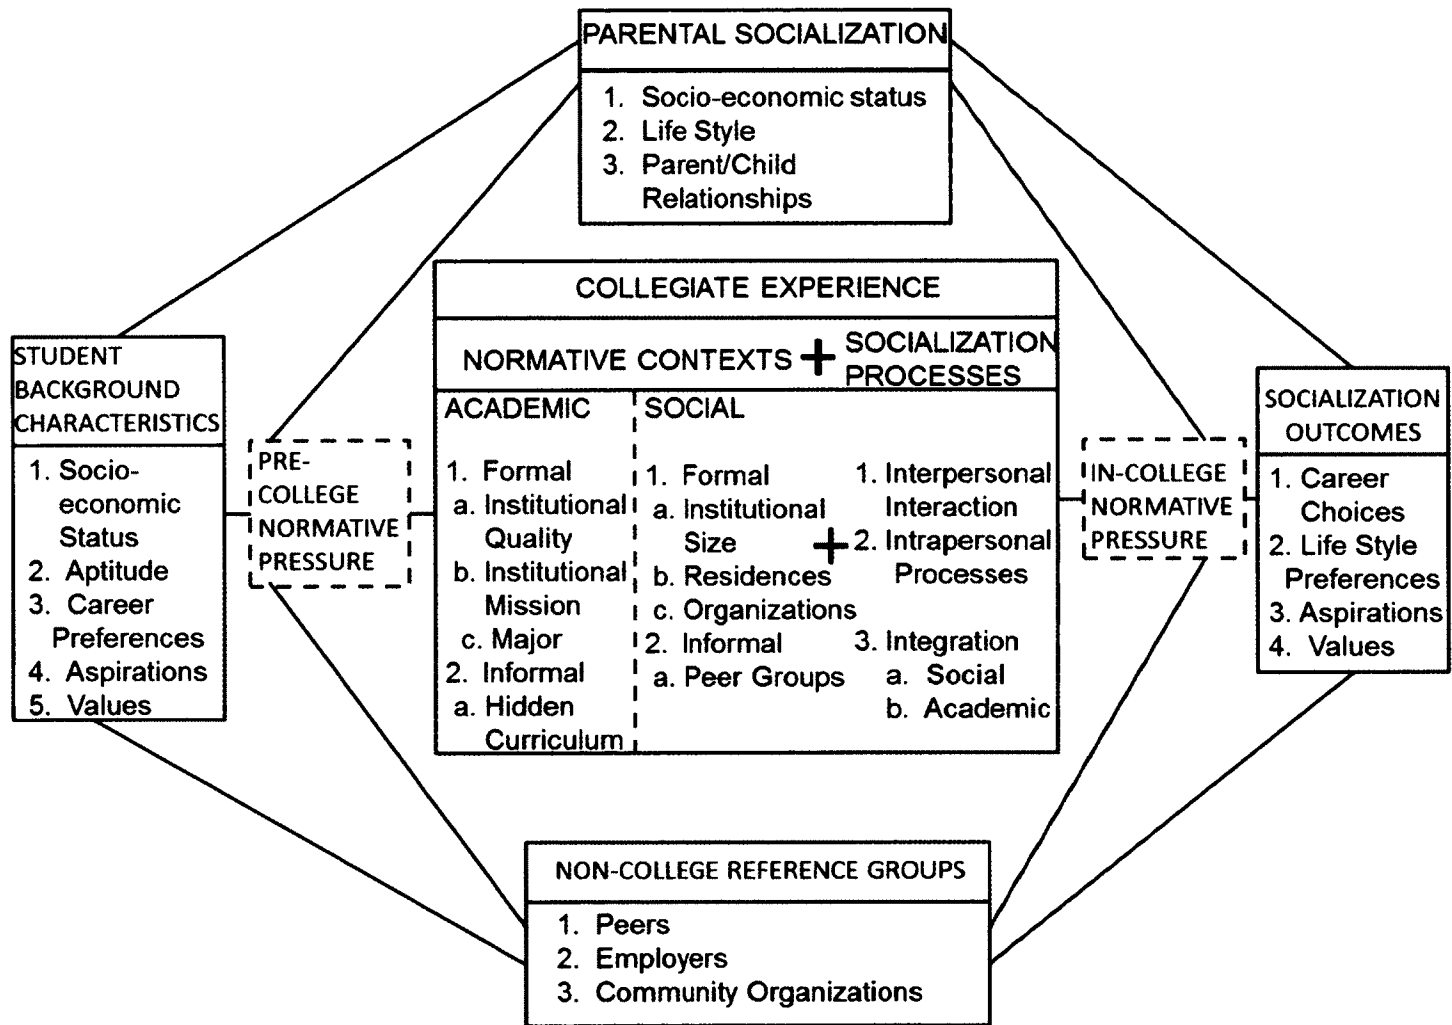 PARENTAL SOCIALIZATION
1. Socio-economic status
2. Life Style
3. Parent/Child
Relationships
COLLEGIATE EXPERIENCE
NORMATIVE CONTEXTS + SOCIALIZATION
PROCESSES
STUDENT
BACKGROUND
CHARACTERISTICS
1. Socio-
economic
Status
2. Aptitude
3. Career
Preferences
4. Aspirations
5. Values
PRE-
COLLEGE
NORMATIVE
PRESSURE
ACADEMIC
1. Formal
a. Institutional
Quality
b. Institutional
Mission
c. Major
2. Informal
a. Hidden
Curriculum
SOCIAL
1. Formal
a. Institutional
Size
b. Residences
c. Organizations
2. Informal
a. Peer Groups
+
1. Interpersonal
Interaction
2. Intrapersonal
Processes
3. Integration
a. Social
b. Academic
IN-COLLEGE
NORMATIVE
PRESSURE
SOCIALIZATION
OUTCOMES
1. Career
Choices
2. Life Style
Preferences
3. Aspirations
4. Values
NON-COLLEGE REFERENCE GROUPS
1. Peers
2. Employers
3. Community Organizations